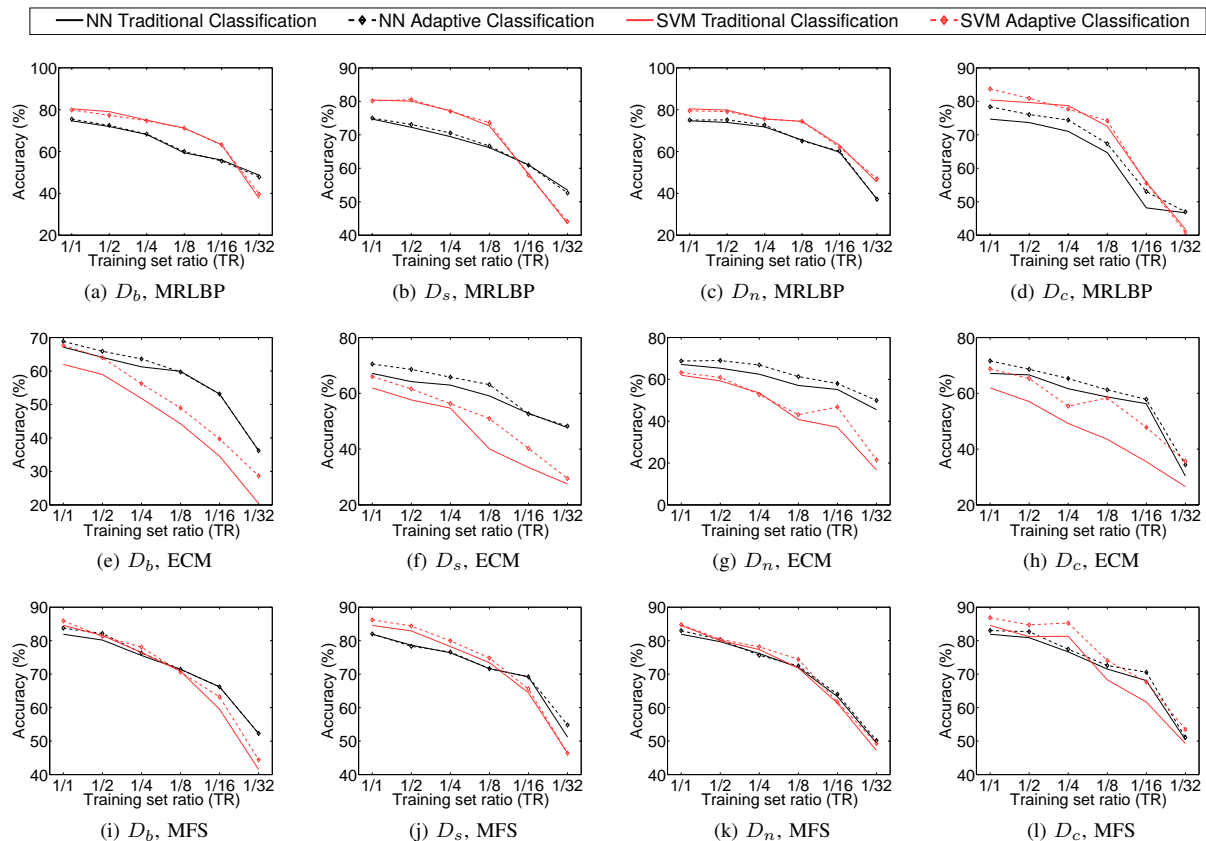 NN Traditional Classification NN Adaptive Classification SVM Traditional Classification SVM Adaptive Classification
Accuracy (%)
100
80
60
40
20
1/1 1/2 1/4 1/8 1/16 1/32
Training set ratio (TR)
(a) D_b, MRLBP
Accuracy (%)
90
80
70
60
50
40
1/1 1/2 1/4 1/8 1/16 1/32
Training set ratio (TR)
(b) D_s, MRLBP
Accuracy (%)
100
80
60
40
20
1/1 1/2 1/4 1/8 1/16 1/32
Training set ratio (TR)
(c) D_n, MRLBP
Accuracy (%)
90
80
70
60
50
40
1/1 1/2 1/4 1/8 1/16 1/32
Training set ratio (TR)
(d) D_c, MRLBP
Accuracy (%)
70
60
50
40
30
20
1/1 1/2 1/4 1/8 1/16 1/32
Training set ratio (TR)
(e) D_b, ECM
Accuracy (%)
80
60
40
20
1/1 1/2 1/4 1/8 1/16 1/32
Training set ratio (TR)
(f) D_s, ECM
Accuracy (%)
80
60
40
20
0
1/1 1/2 1/4 1/8 1/16 1/32
Training set ratio (TR)
(g) D_n, ECM
Accuracy (%)
80
60
40
20
1/1 1/2 1/4 1/8 1/16 1/32
Training set ratio (TR)
(h) D_c, ECM
Accuracy (%)
90
80
70
60
50
40
1/1 1/2 1/4 1/8 1/16 1/32
Training set ratio (TR)
(i) D_b, MFS
Accuracy (%)
90
80
70
60
50
40
1/1 1/2 1/4 1/8 1/16 1/32
Training set ratio (TR)
(j) D_s, MFS
Accuracy (%)
90
80
70
60
50
40
1/1 1/2 1/4 1/8 1/16 1/32
Training set ratio (TR)
(k) D_n, MFS
Accuracy (%)
90
80
70
60
50
40
1/1 1/2 1/4 1/8 1/16 1/32
Training set ratio (TR)
(l) D_c, MFS